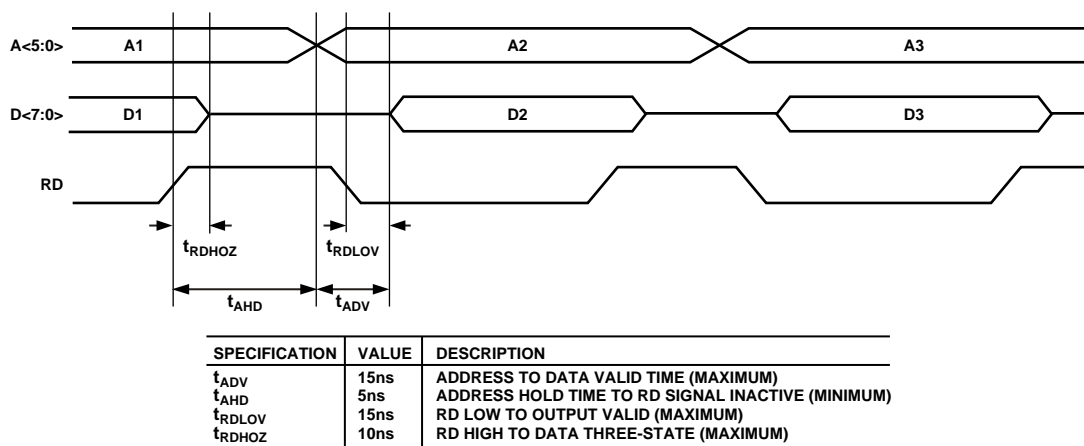 A<5:0> A1 A2 A3
D<7:0> D1 D2 D3
RD
tRDHOZ tRDLOV
tAHD tADV
SPECIFICATION VALUE DESCRIPTION
tADV 15ns ADDRESS TO DATA VALID TIME (MAXIMUM)
tAHD 5ns ADDRESS HOLD TIME TO RD SIGNAL INACTIVE (MINIMUM)
tRDLOV 15ns RD LOW TO OUTPUT VALID (MAXIMUM)
tRDHOZ 10ns RD HIGH TO DATA THREE-STATE (MAXIMUM)